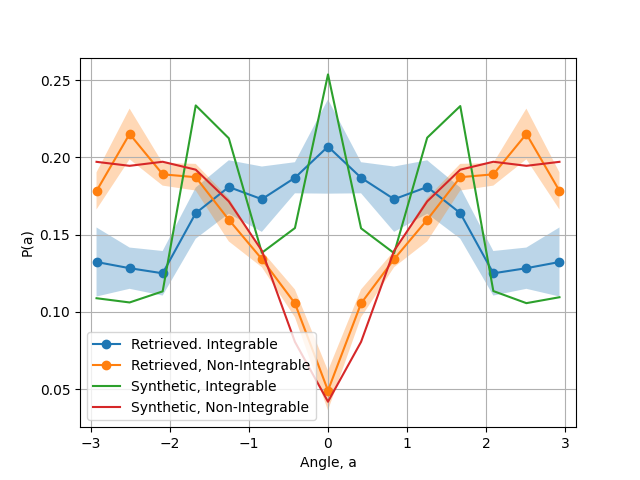 0.25
0.20
0.15
0.10
0.05
P(a)
Retrieved. Integrable
Retrieved, Non-Integrable
Synthetic, Integrable
Synthetic, Non-Integrable
−3 −2 −1 0 1 2 3
Angle, a